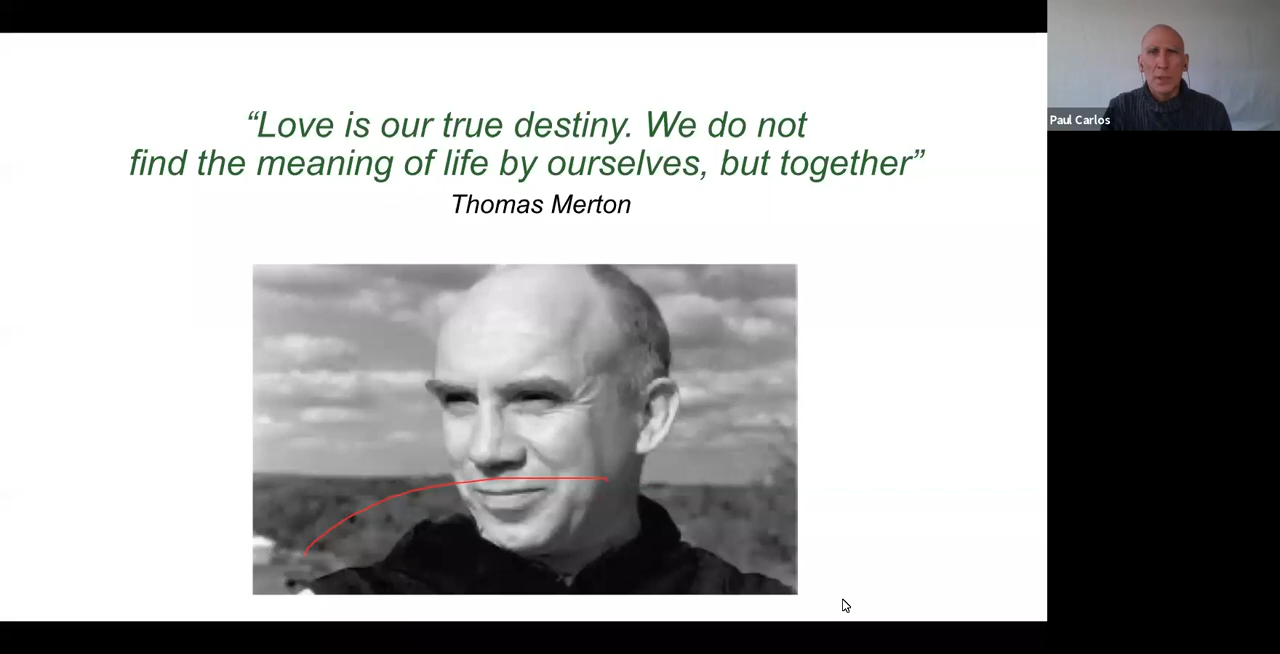 “Love is our true destiny. We do not
find the meaning of life by ourselves, but together”
Thomas Merton
Paul Carlos